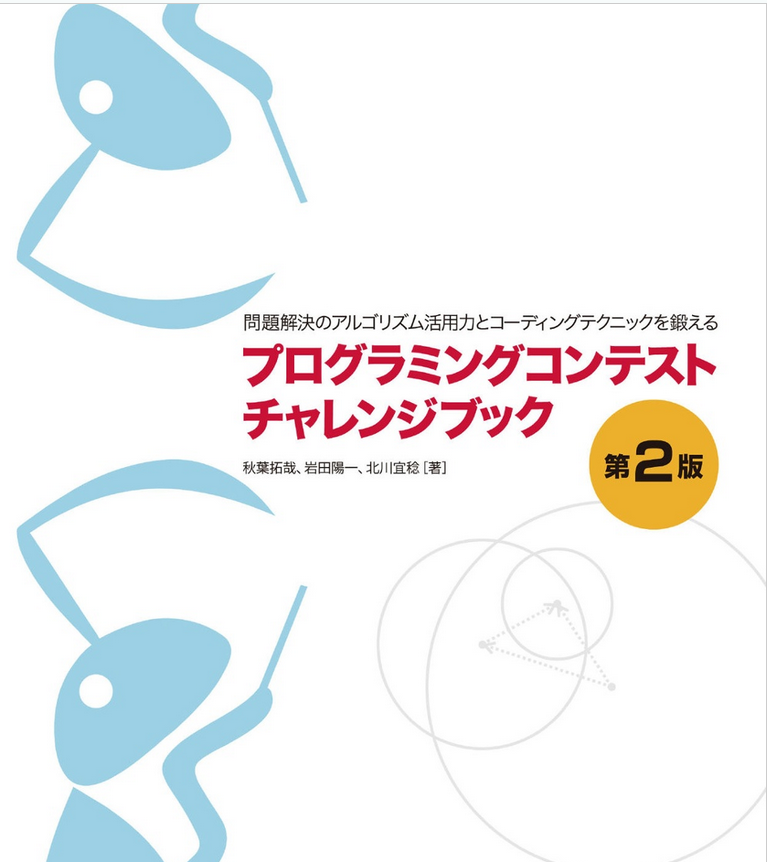 問題解決のアルゴリズム活用力とコーディングテクニックを鍛える
プログラミングコンテスト
チャレンジブック
秋葉拓哉、岩田陽一、北川宜稔［著］
第2版